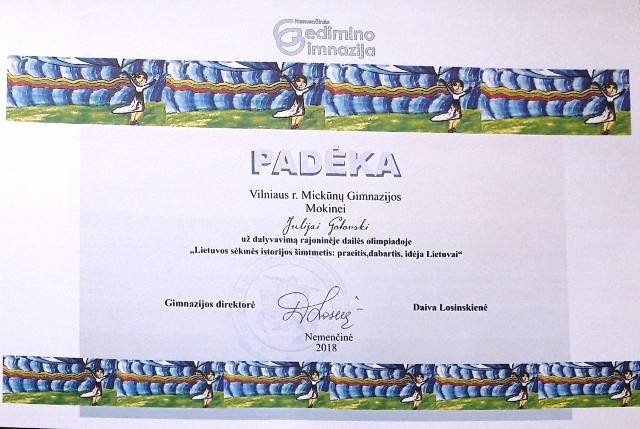 Nemenčinės
Gedimino
Gimnazija
PADĖKA
Vilniaus r. Mickūnų Gimnazijos
Mokinei
Julijai Golovski
už dalyvavimą rajoninėje dailės olimpiadoje
„Lietuvos sėkmės istorijos šimtmetis: praeitis,dabartis, idėja Lietuvai“
Gimnazijos direktorė
Daiva Losinskienė
Nemenčinė
2018